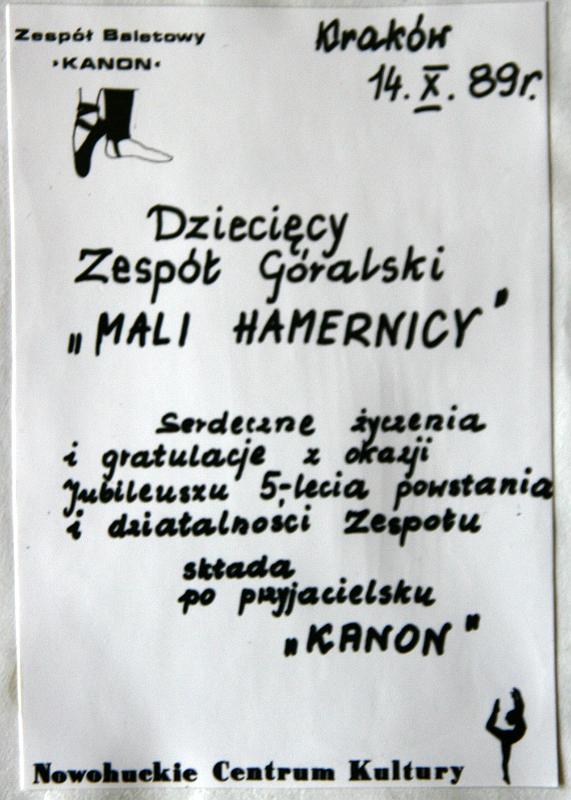 Zespół Baletowy
•KANON•
Kraków
14. X. 89r.
Dziecięcy
Zespół Góralski
„MALI HAMERNICY"
Serdeczne życzenia
i gratulacje z okazji
Jubileuszu 5-lecia powstania
i działalności Zespołu
składa
po przyjacielsku
„KANON"
Nowohuckie Centrum Kultury